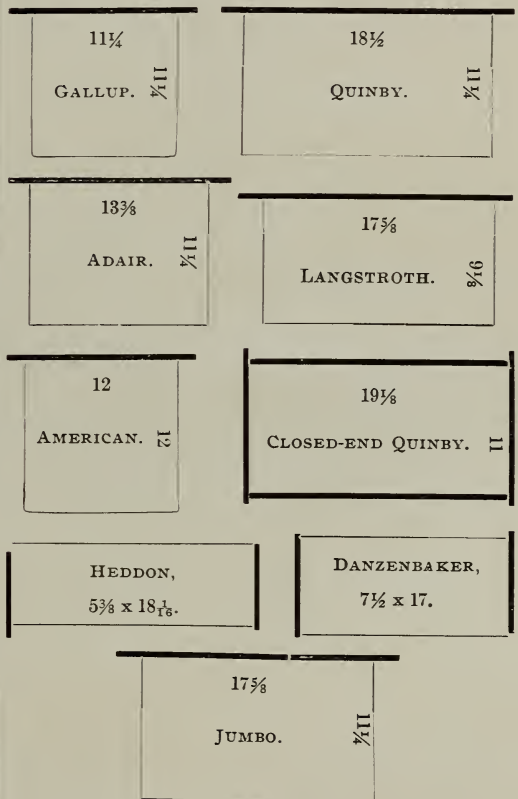 11¼
GALLUP. 11¼
18½
QUINBY. 11¼
13⅜
ADAIR. 11¼
17⅝
LANGSTROTH. 9⅛
12
AMERICAN. 12
19⅛
CLOSED-END QUINBY. 11
HEDDON,
5⅜ x 18 1/16.
DANZENBAKER,
7½ x 17.
17⅝
JUMBO. 11¼